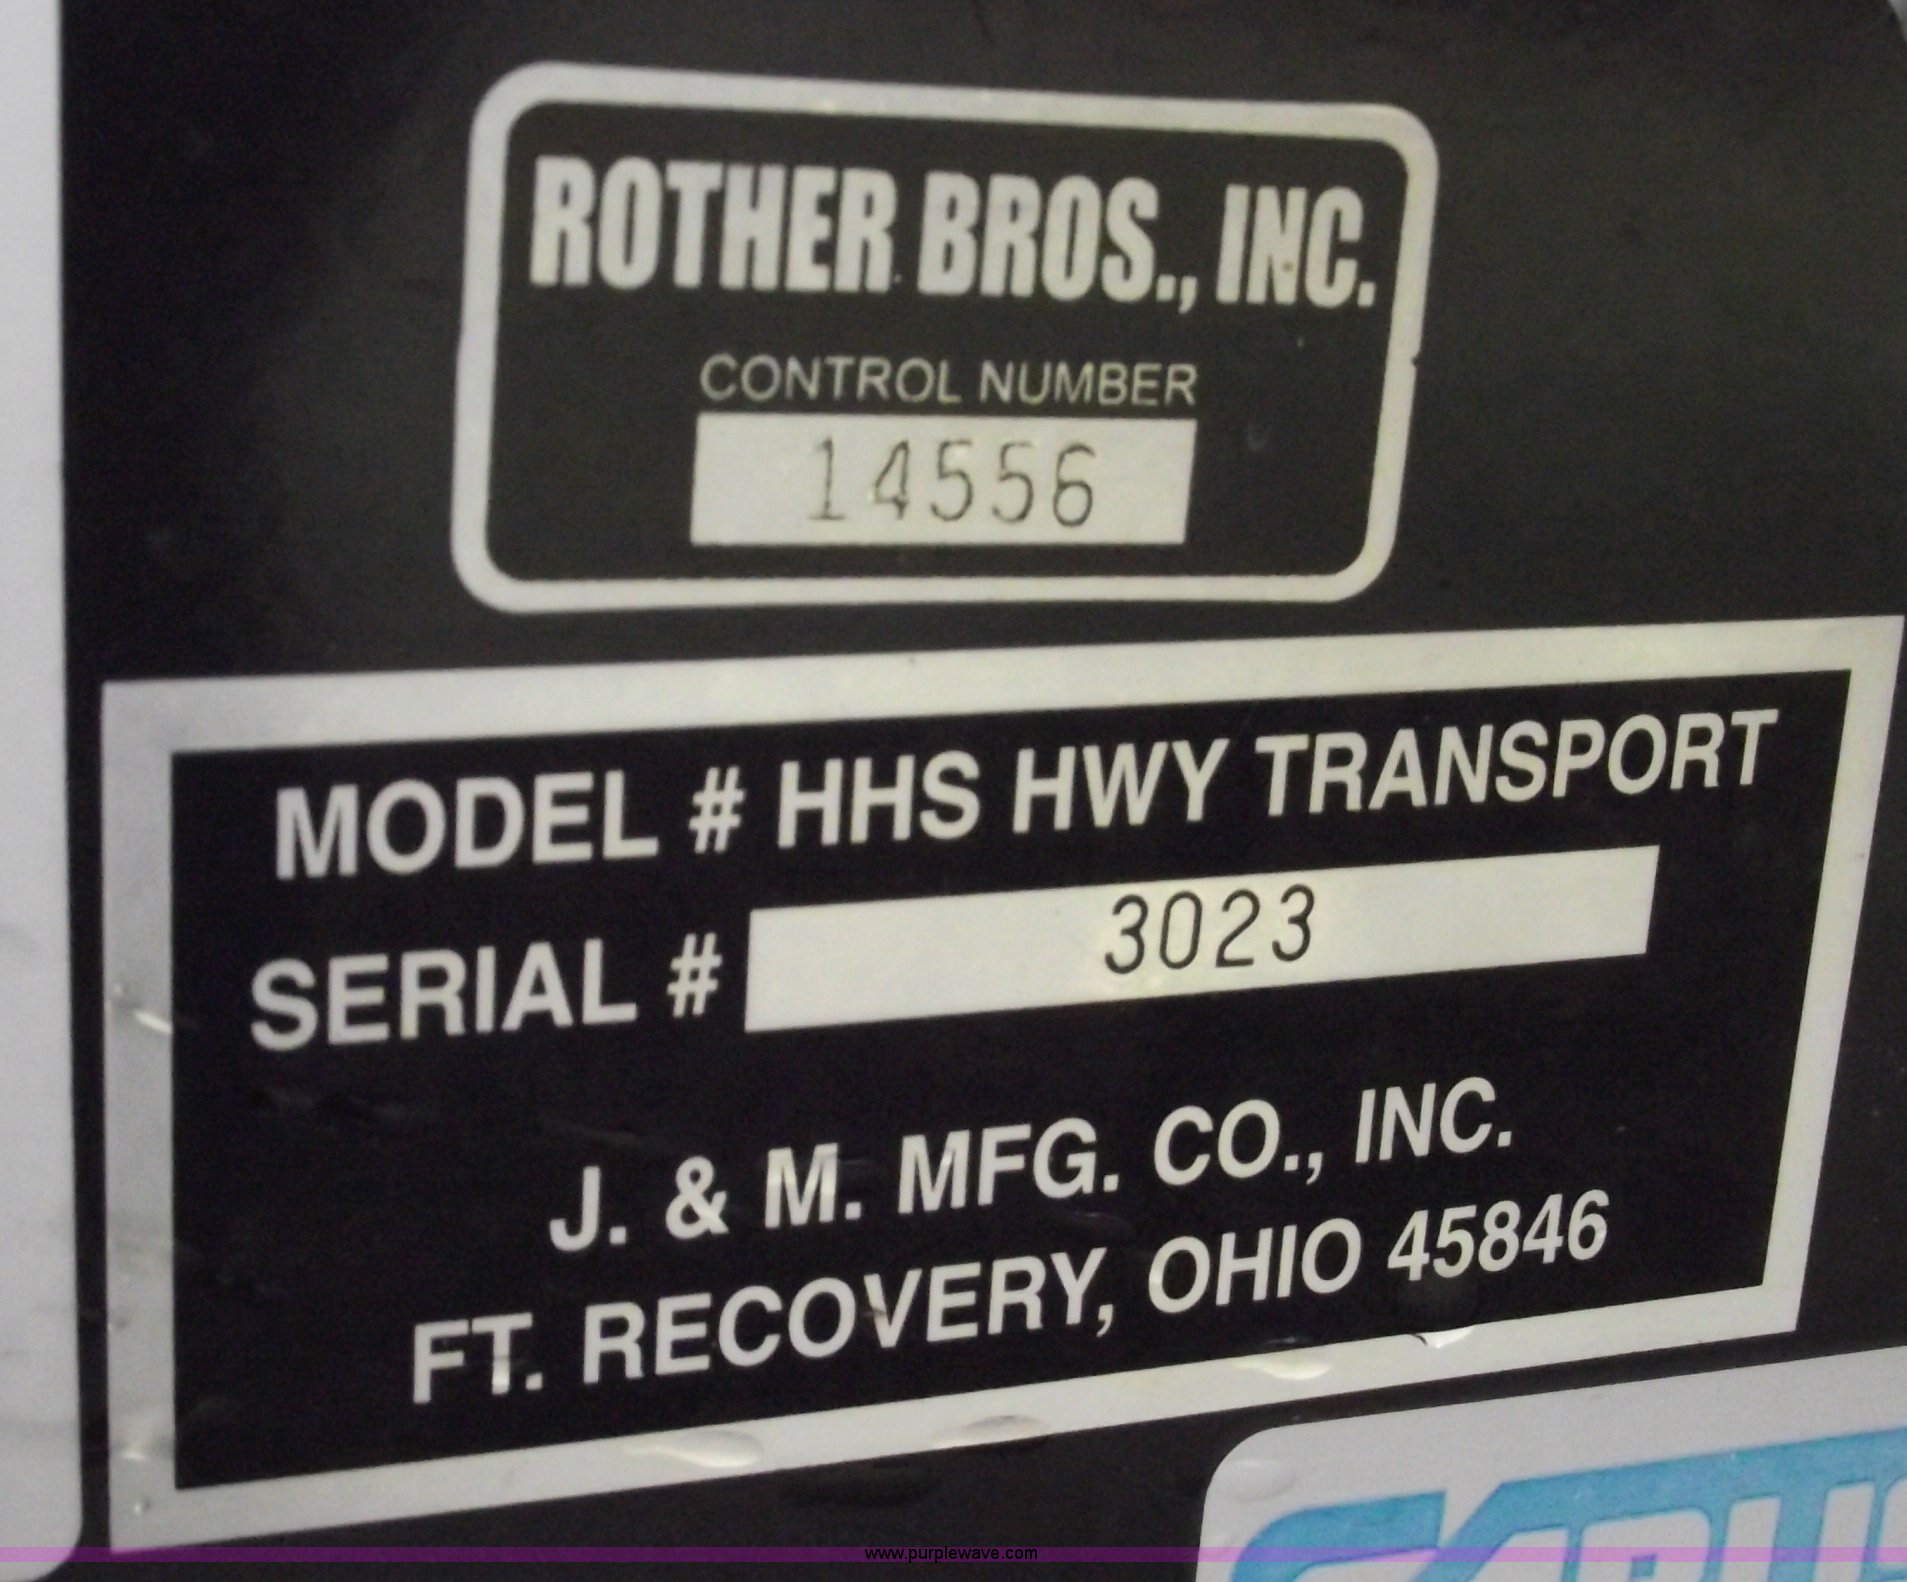 ROTHER BROS., INC.
CONTROL NUMBER
14556
MODEL # HHS HWY TRANSPORT
SERIAL # 3023
J. & M. MFG. CO., INC.
FT. RECOVERY, OHIO 45846
www.purplewave.com